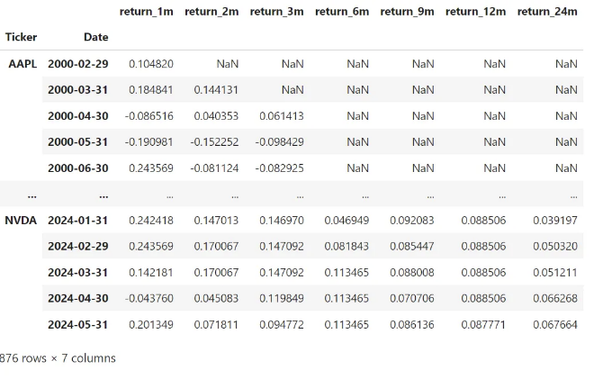 return_1m return_2m return_3m return_6m return_9m return_12m return_24m
Ticker Date
AAPL 2000-02-29 0.104820 NaN NaN NaN NaN NaN NaN
2000-03-31 0.184841 0.144131 NaN NaN NaN NaN NaN
2000-04-30 -0.086516 0.040353 0.061413 NaN NaN NaN NaN
2000-05-31 -0.190981 -0.152252 -0.098429 NaN NaN NaN NaN
2000-06-30 0.243569 -0.081124 -0.082925 NaN NaN NaN NaN
... ... ... ... ... ... ... ... ...
NVDA 2024-01-31 0.242418 0.147013 0.146970 0.046949 0.092083 0.088506 0.039197
2024-02-29 0.243569 0.170067 0.147092 0.081843 0.085447 0.088506 0.050320
2024-03-31 0.142181 0.170067 0.147092 0.113465 0.088008 0.088506 0.051211
2024-04-30 -0.043760 0.045083 0.119849 0.113465 0.070706 0.088506 0.066268
2024-05-31 0.201349 0.071811 0.094772 0.113465 0.086136 0.087771 0.067664
876 rows × 7 columns